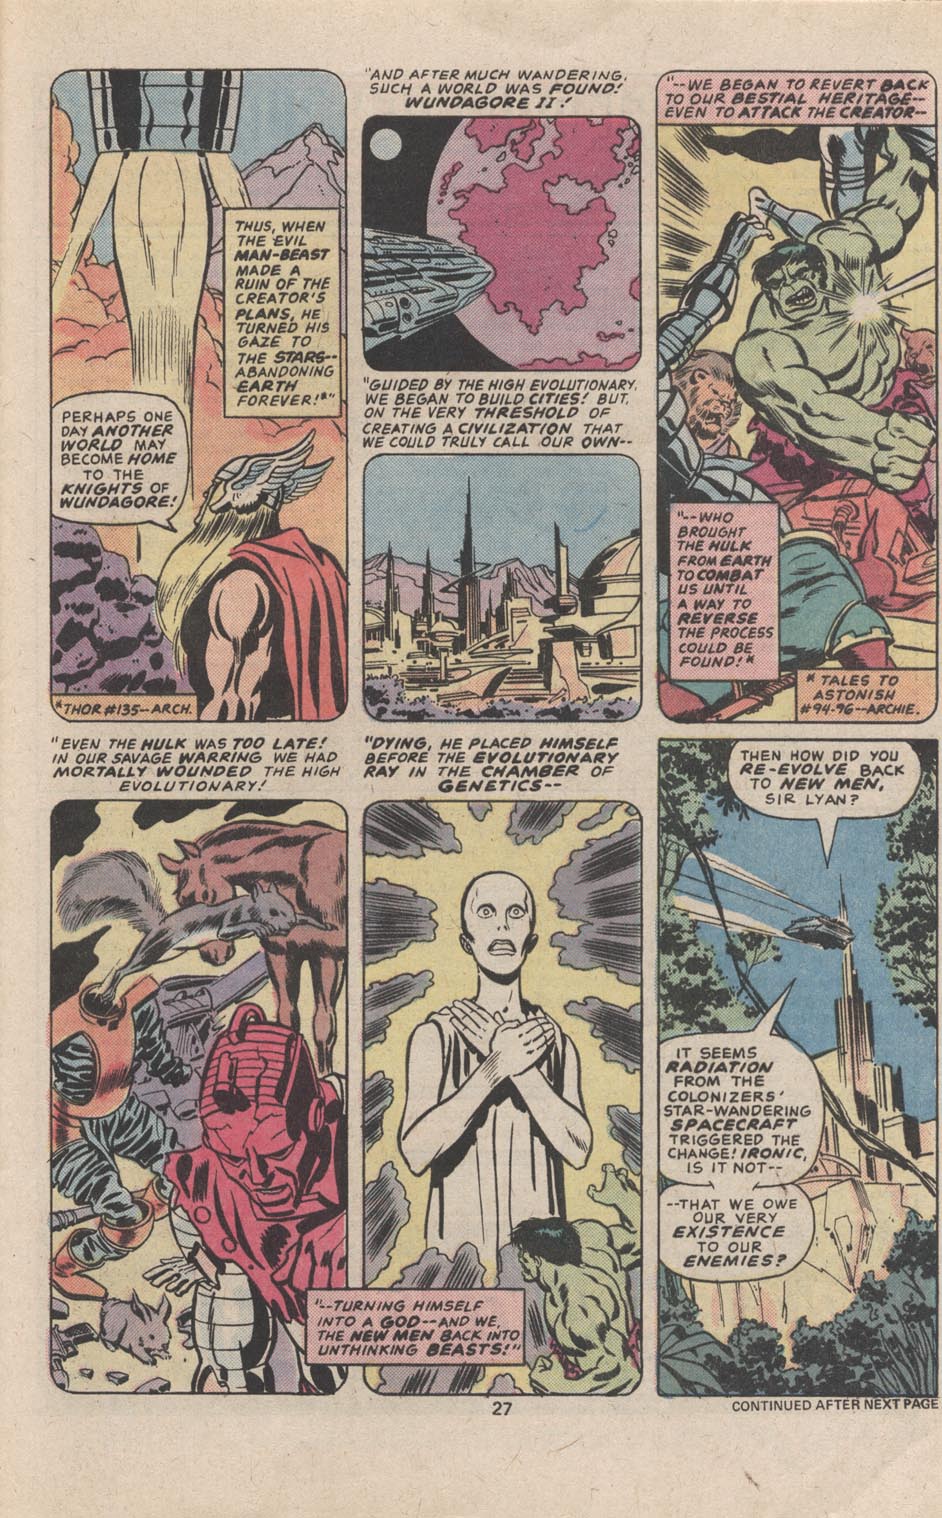 THUS, WHEN
THE EVIL
MAN-BEAST
MADE A
RUIN OF THE
CREATOR'S
PLANS, HE
TURNED HIS
GAZE TO
THE STARS--
ABANDONING
EARTH
FOREVER!*"
PERHAPS ONE
DAY ANOTHER
WORLD MAY
BECOME HOME
TO THE
KNIGHTS OF
WUNDAGORE!
*THOR #135--ARCH.
"AND AFTER MUCH WANDERING,
SUCH A WORLD WAS FOUND!
WUNDAGORE II!
"GUIDED BY THE HIGH EVOLUTIONARY,
WE BEGAN TO BUILD CITIES! BUT,
ON THE VERY THRESHOLD OF
CREATING A CIVILIZATION THAT
WE COULD TRULY CALL OUR OWN--
"--WE BEGAN TO REVERT BACK
TO OUR BESTIAL HERITAGE--
EVEN TO ATTACK THE CREATOR--
"--WHO
BROUGHT
THE HULK
FROM EARTH
TO COMBAT
US UNTIL
A WAY TO
REVERSE
THE PROCESS
COULD BE
FOUND!*
* TALES TO
ASTONISH
#94-96--ARCHIE.
"EVEN THE HULK WAS TOO LATE!
IN OUR SAVAGE WARRING WE HAD
MORTALLY WOUNDED THE HIGH
EVOLUTIONARY!
"DYING, HE PLACED HIMSELF
BEFORE THE EVOLUTIONARY
RAY IN THE CHAMBER OF
GENETICS--
"--TURNING HIMSELF
INTO A GOD--AND WE,
THE NEW MEN BACK INTO
UNTHINKING BEASTS!"
THEN HOW DID YOU
RE-EVOLVE BACK
TO NEW MEN,
SIR LYAN?
IT SEEMS
RADIATION
FROM THE
COLONIZERS'
STAR-WANDERING
SPACECRAFT
TRIGGERED THE
CHANGE! IRONIC,
IS IT NOT--
--THAT WE OWE
OUR VERY
EXISTENCE
TO OUR
ENEMIES?
27
CONTINUED AFTER NEXT PAGE